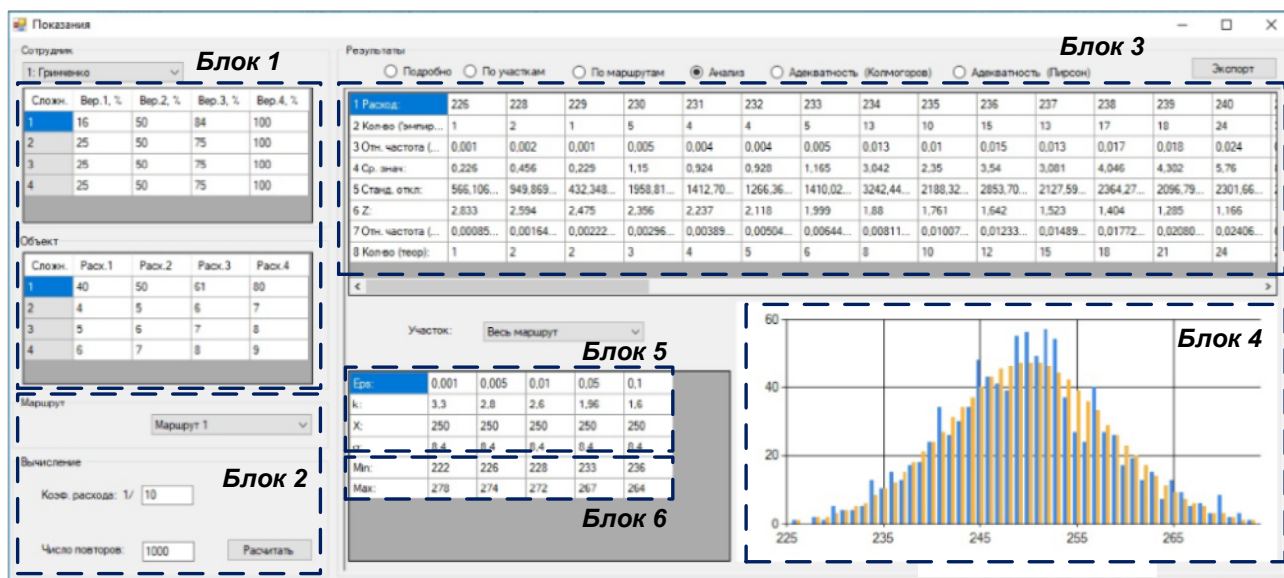 Показания
Сотрудник
Блок 1
1: Гринченко
Сложн. Вер.1, % Вер.2, % Вер.3, % Вер.4, %
1 16 50 84 100
2 25 50 75 100
3 25 50 75 100
4 25 50 75 100
Объект
Сложн. Расх.1 Расх.2 Расх.3 Расх.4
1 40 50 61 80
2 4 5 6 7
3 5 6 7 8
4 6 7 8 9
Маршрут
Маршрут 1
Вычисление
Блок 2
Коэф. расхода: 1/ 10
Число повторов: 1000 Расчитать
Результаты
Блок 3
Подробно По участкам По маршрутам Анализ Адекватность (Колмогоров) Адекватность (Пирсон) Экспорт
1 Расход: 226 228 229 230 231 232 233 234 235 236 237 238 239 240
2 Кол-во (эмпир... 1 2 1 5 4 4 5 13 10 15 13 17 18 24
3 Отн. частота (... 0,001 0,002 0,001 0,005 0,004 0,004 0,005 0,013 0,01 0,015 0,013 0,017 0,018 0,024
4 Ср. знач: 0,226 0,456 0,229 1,15 0,924 0,928 1,165 3,042 2,35 3,54 3,081 4,046 4,302 5,76
5 Станд. откл: 566,106... 949,869... 432,348... 1958,81... 1412,70... 1266,36... 1410,02... 3242,44... 2188,32... 2853,70... 2127,59... 2364,27... 2096,79... 2301,66...
6 Z: 2,833 2,594 2,475 2,356 2,237 2,118 1,999 1,88 1,761 1,642 1,523 1,404 1,285 1,166
7 Отн. частота (... 0,00085... 0,00164... 0,00222... 0,00296... 0,00389... 0,00504... 0,00644... 0,00811... 0,01007... 0,01233... 0,01489... 0,01772... 0,02080... 0,02406...
8 Кол-во (теор): 1 2 2 3 4 5 6 8 10 12 15 18 21 24
Участок: Весь маршрут
Блок 5
Eps: 0,001 0,005 0,01 0,05 0,1
k: 3,3 2,8 2,6 1,96 1,6
X: 250 250 250 250 250
σ: 8,4 8,4 8,4 8,4 8,4
Min: 222 226 228 233 236
Max: 278 274 272 267 264
Блок 6
Блок 4
60
40
20
0
225 235 245 255 265